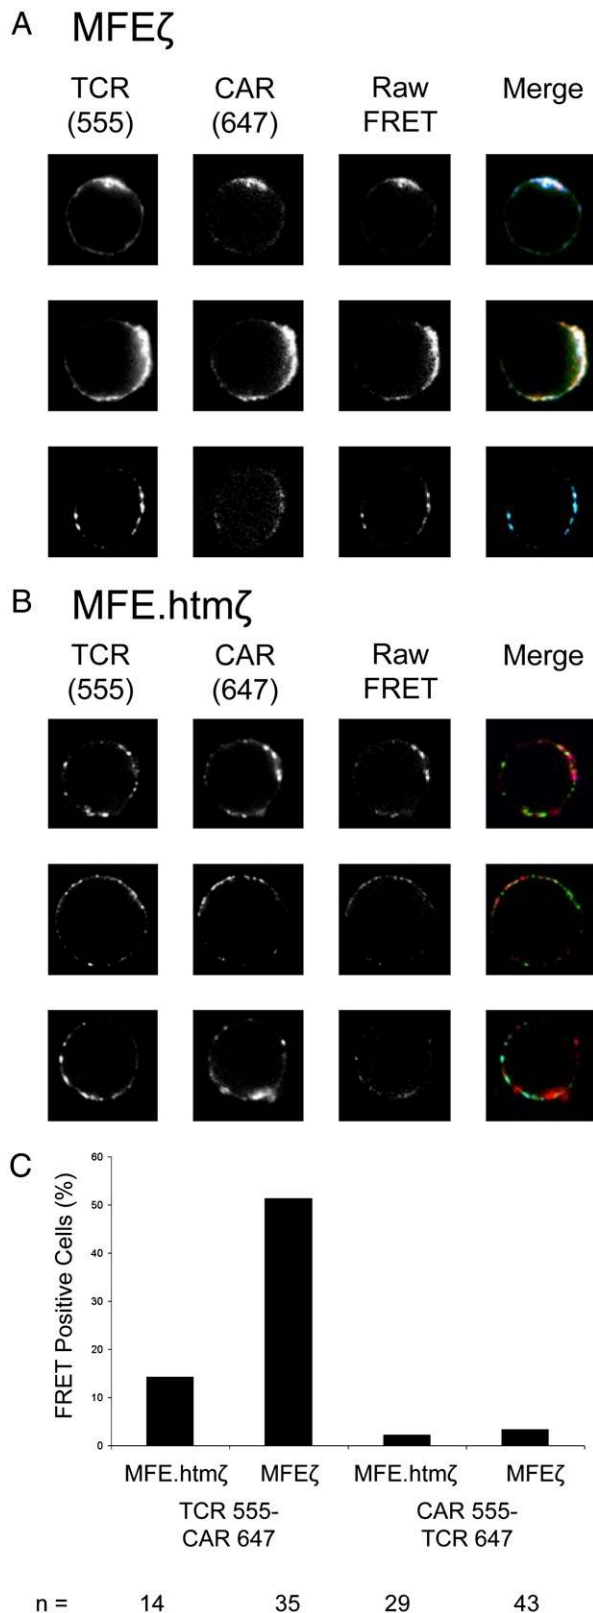 A MFEζ
TCR CAR Raw Merge
(555) (647) FRET
B MFE.htmζ
TCR CAR Raw Merge
(555) (647) FRET
C
60
50
40
30
20
10
0
FRET Positive Cells (%)
MFE.htmζ MFEζ MFE.htmζ MFEζ
TCR 555- CAR 555-
CAR 647 TCR 647
n = 14 35 29 43